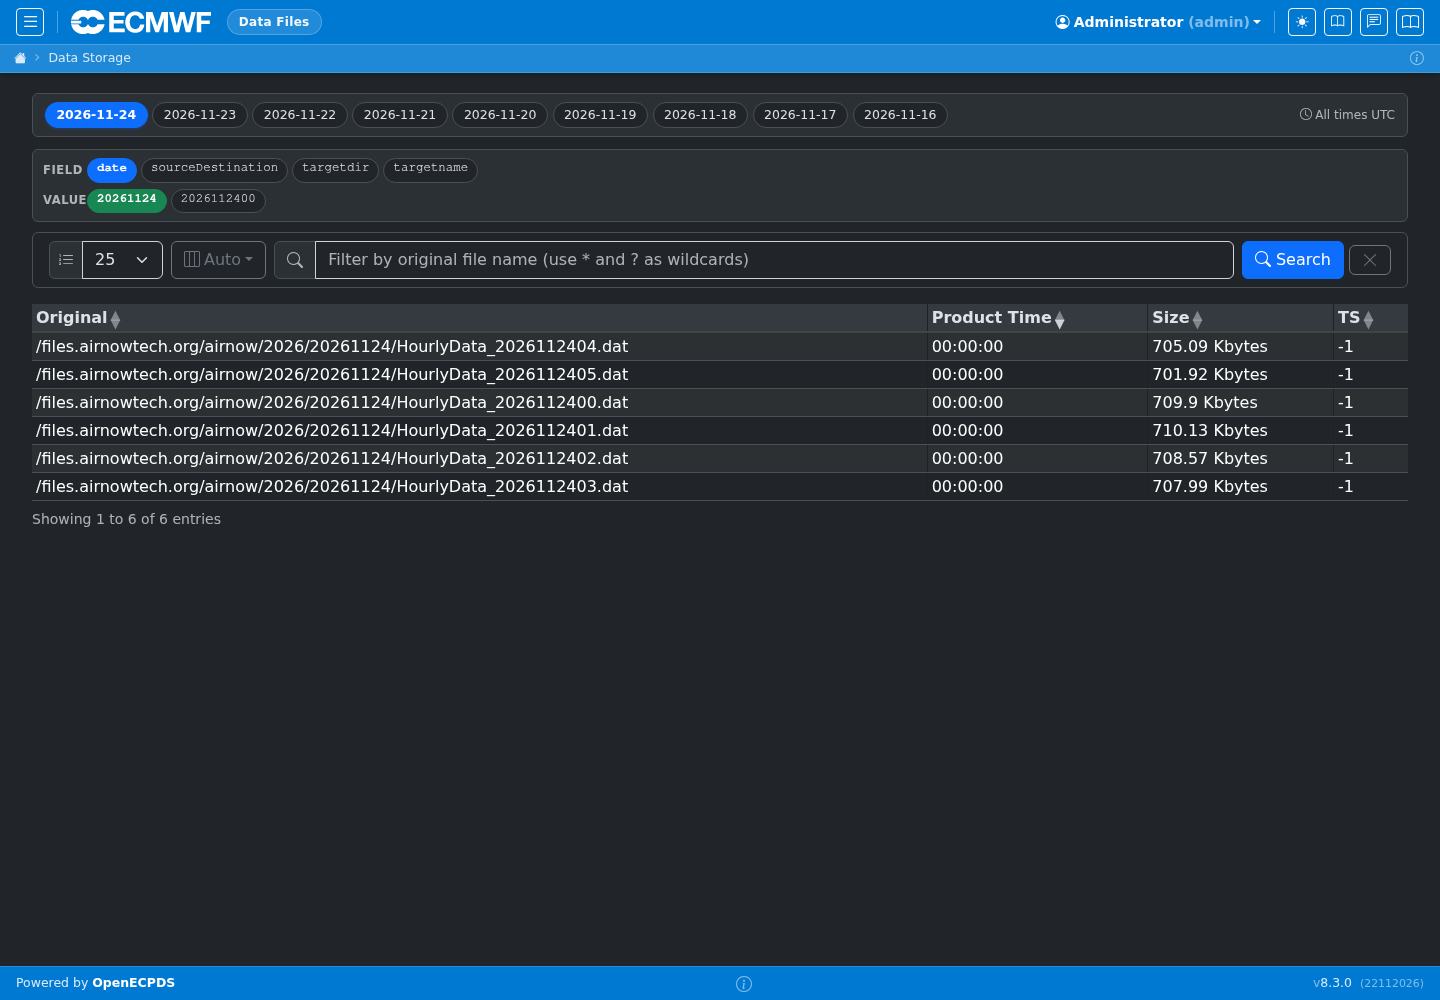 ECMWF Data Files Administrator (admin)
Data Storage
2026-11-24 2026-11-23 2026-11-22 2026-11-21 2026-11-20 2026-11-19 2026-11-18 2026-11-17 2026-11-16 All times UTC
FIELD date sourceDestination targetdir targetname
VALUE 20261124 2026112400
25 Auto Filter by original file name (use * and ? as wildcards) Search
Original Product Time Size TS
/files.airnowtech.org/airnow/2026/20261124/HourlyData_2026112404.dat 00:00:00 705.09 Kbytes -1
/files.airnowtech.org/airnow/2026/20261124/HourlyData_2026112405.dat 00:00:00 701.92 Kbytes -1
/files.airnowtech.org/airnow/2026/20261124/HourlyData_2026112400.dat 00:00:00 709.9 Kbytes -1
/files.airnowtech.org/airnow/2026/20261124/HourlyData_2026112401.dat 00:00:00 710.13 Kbytes -1
/files.airnowtech.org/airnow/2026/20261124/HourlyData_2026112402.dat 00:00:00 708.57 Kbytes -1
/files.airnowtech.org/airnow/2026/20261124/HourlyData_2026112403.dat 00:00:00 707.99 Kbytes -1
Showing 1 to 6 of 6 entries
Powered by OpenECPDS v8.3.0 (22112026)